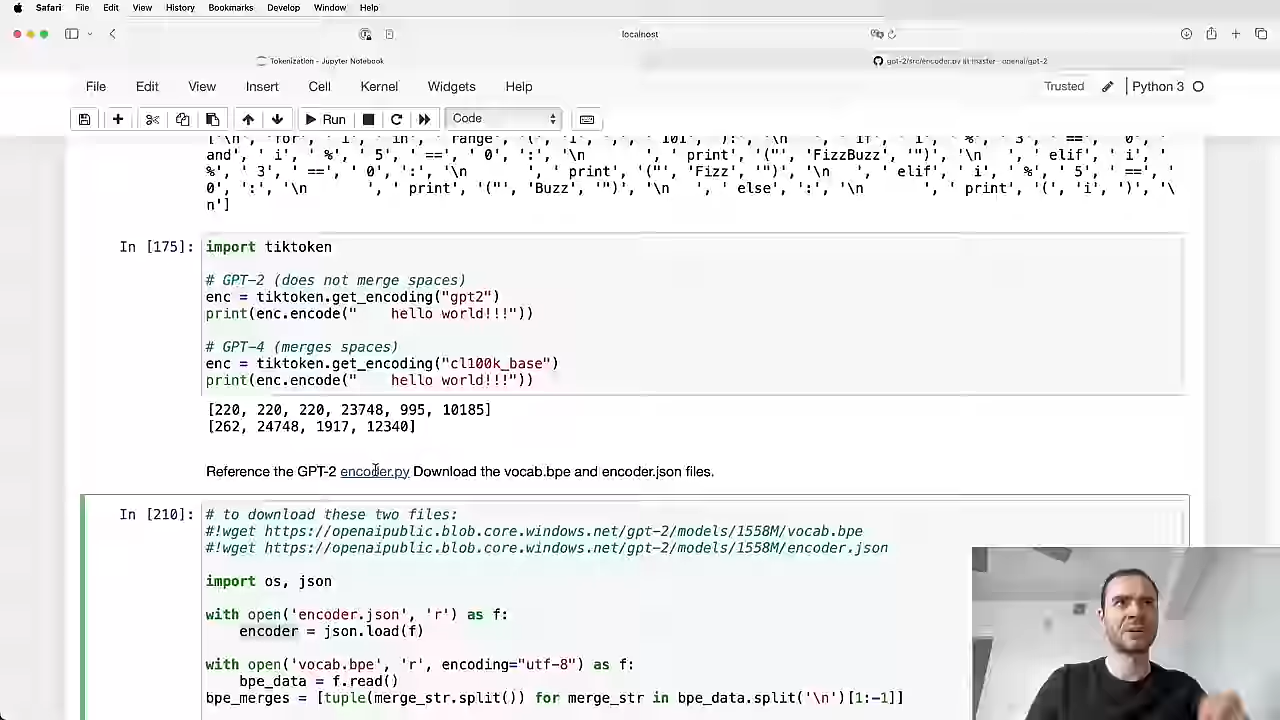 Safari File Edit View History Bookmarks Develop Window Help
localhost
Tokenization - Jupyter Notebook
gpt-2/src/encoder.py at master · openai/gpt-2
File Edit View Insert Cell Kernel Widgets Help
Trusted
Python 3
Run
Code
['\n', 'for', ' i', ' in', ' range', '(', '1', ',', ' ', '101', '):', '\n', ' if', ' i', ' %', ' 3', ' ==', ' 0', '
and', ' i', ' %', ' 5', ' ==', ' 0', ':', '\n       ', ' print', '("', 'FizzBuzz', '")', '\n   ', ' elif', ' i', '
%', ' 3', ' ==', ' 0', ':', '\n       ', ' print', '("', 'Fizz', '")', '\n   ', ' elif', ' i', ' %', ' 5', ' ==', '
0', ':', '\n       ', ' print', '("', 'Buzz', '")', '\n   ', ' else', ':', '\n       ', ' print', '(', 'i', ')', '\
n']
In [175]:
import tiktoken
# GPT-2 (does not merge spaces)
enc = tiktoken.get_encoding("gpt2")
print(enc.encode("    hello world!!!"))
# GPT-4 (merges spaces)
enc = tiktoken.get_encoding("cl100k_base")
print(enc.encode("    hello world!!!"))
[220, 220, 220, 23748, 995, 10185]
[262, 24748, 1917, 12340]
Reference the GPT-2 encoder.py Download the vocab.bpe and encoder.json files.
In [210]:
# to download these two files:
#!wget https://openaipublic.blob.core.windows.net/gpt-2/models/1558M/vocab.bpe
#!wget https://openaipublic.blob.core.windows.net/gpt-2/models/1558M/encoder.json
import os, json
with open('encoder.json', 'r') as f:
    encoder = json.load(f)
with open('vocab.bpe', 'r', encoding="utf-8") as f:
    bpe_data = f.read()
bpe_merges = [tuple(merge_str.split()) for merge_str in bpe_data.split('\n')[1:-1]]